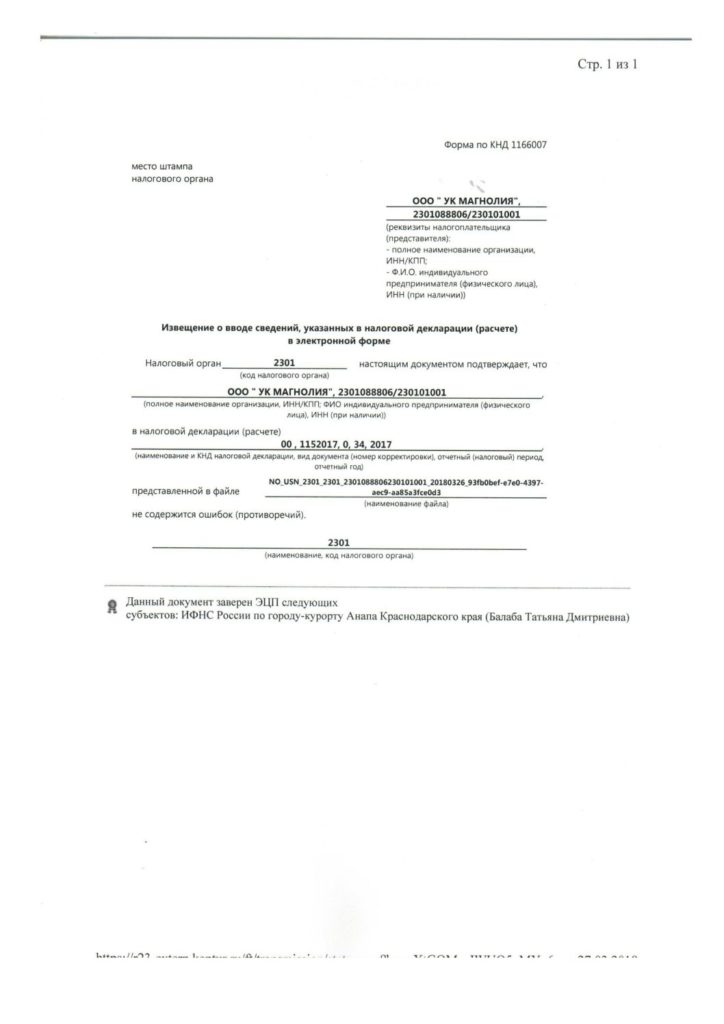 Стр. 1 из 1
Форма по КНД 1166007
место штампа
налогового органа
ООО " УК МАГНОЛИЯ",
2301088806/230101001
(реквизиты налогоплательщика
(представителя):
- полное наименование организации,
ИНН/КПП;
- Ф.И.О. индивидуального
предпринимателя (физического лица),
ИНН (при наличии))
Извещение о вводе сведений, указанных в налоговой декларации (расчете)
в электронной форме
Налоговый орган 2301 настоящим документом подтверждает, что
(код налогового органа)
ООО " УК МАГНОЛИЯ", 2301088806/230101001,
(полное наименование организации, ИНН/КПП; ФИО индивидуального предпринимателя (физического
лица), ИНН (при наличии))
в налоговой декларации (расчете)
00 , 1152017, 0, 34, 2017,
(наименование и КНД налоговой декларации, вид документа (номер корректировки), отчетный (налоговый) период,
отчетный год)
представленной в файле NO_USN_2301_2301_2301088806230101001_20180326_93fb0bef-e7e0-4397-
aec9-aa85a3fce0d3
(наименование файла)
не содержится ошибок (противоречий).
2301
(наименование, код налогового органа)
Данный документ заверен ЭЦП следующих
субъектов: ИФНС России по городу-курорту Анапа Краснодарского края (Балаба Татьяна Дмитриевна)